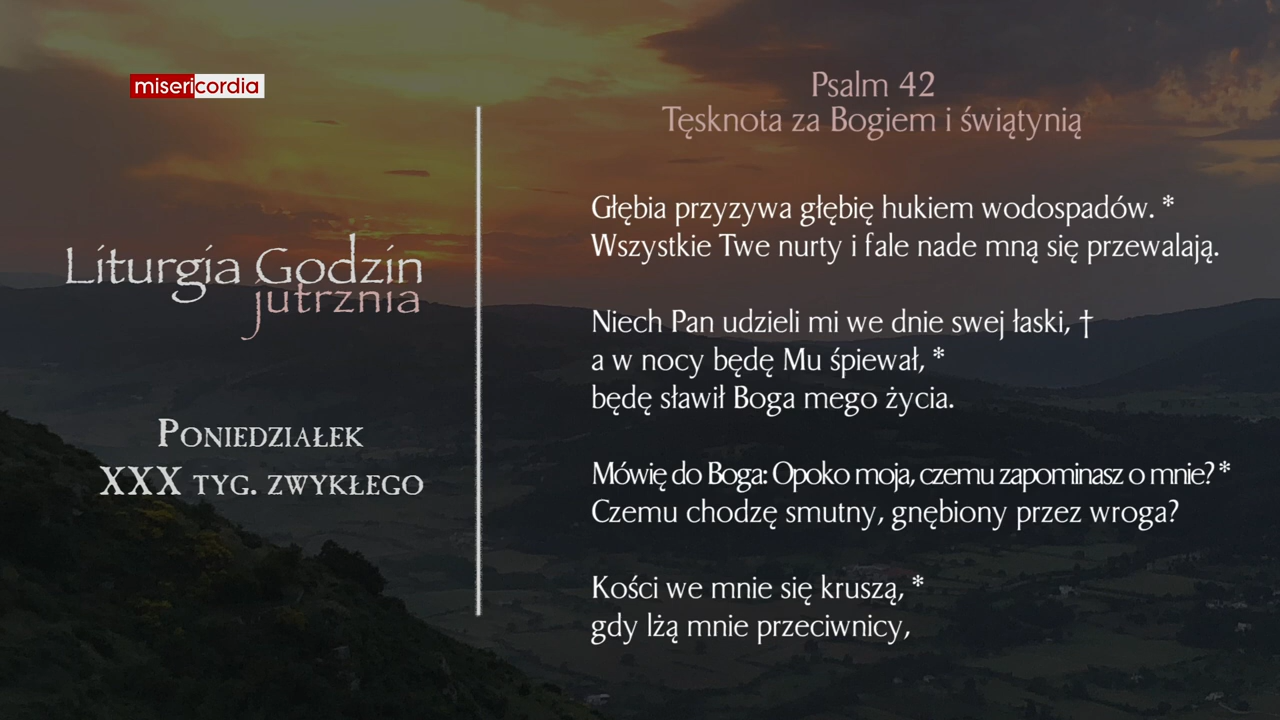 misericordia
Liturgia Godzin
jutrznia
Poniedziałek
XXX tyg. zwykłego
Psalm 42
Tęsknota za Bogiem i świątynią
Głębia przyzywa głębię hukiem wodospadów. *
Wszystkie Twe nurty i fale nade mną się przewalają.
Niech Pan udzieli mi we dnie swej łaski, †
a w nocy będę Mu śpiewał, *
będę sławił Boga mego życia.
Mówię do Boga: Opoko moja, czemu zapominasz o mnie? *
Czemu chodzę smutny, gnębiony przez wroga?
Kości we mnie się kruszą, *
gdy lżą mnie przeciwnicy,